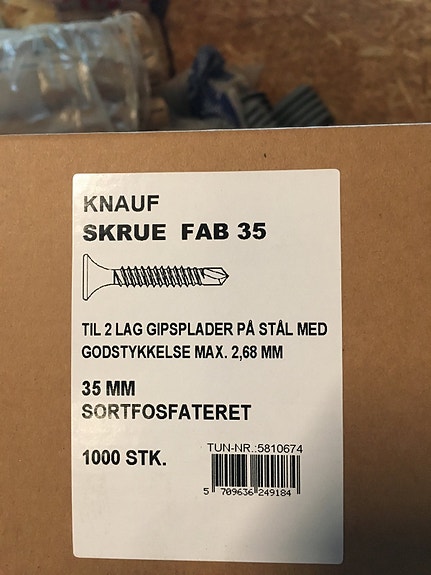 KNAUF
SKRUE FAB 35
TIL 2 LAG GIPSPLADER PÅ STÅL MED
GODSTYKKELSE MAX. 2,68 MM
35 MM
SORTFOSFATERET
1000 STK.
TUN-NR.:5810674
5 709636 249184